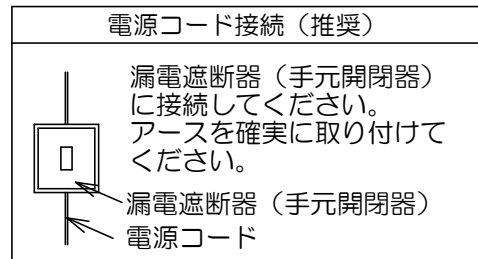 電源コード接続（推奨）
漏電遮断器（手元開閉器）
に接続してください。
アースを確実に取り付けて
ください。
漏電遮断器（手元開閉器）
電源コード